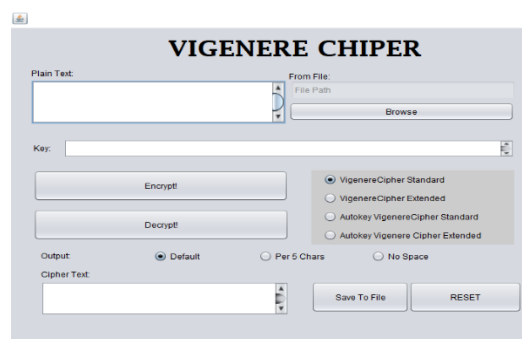 VIGENERE CHIPER
Plain Text:
From File:
File Path
Browse
Key:
Encrypt!
Decrypt!
VigenereCipher Standard
VigenereCipher Extended
Autokey VigenereCipher Standard
Autokey Vigenere Cipher Extended
Output: Default Per 5 Chars No Space
Cipher Text:
Save To File RESET